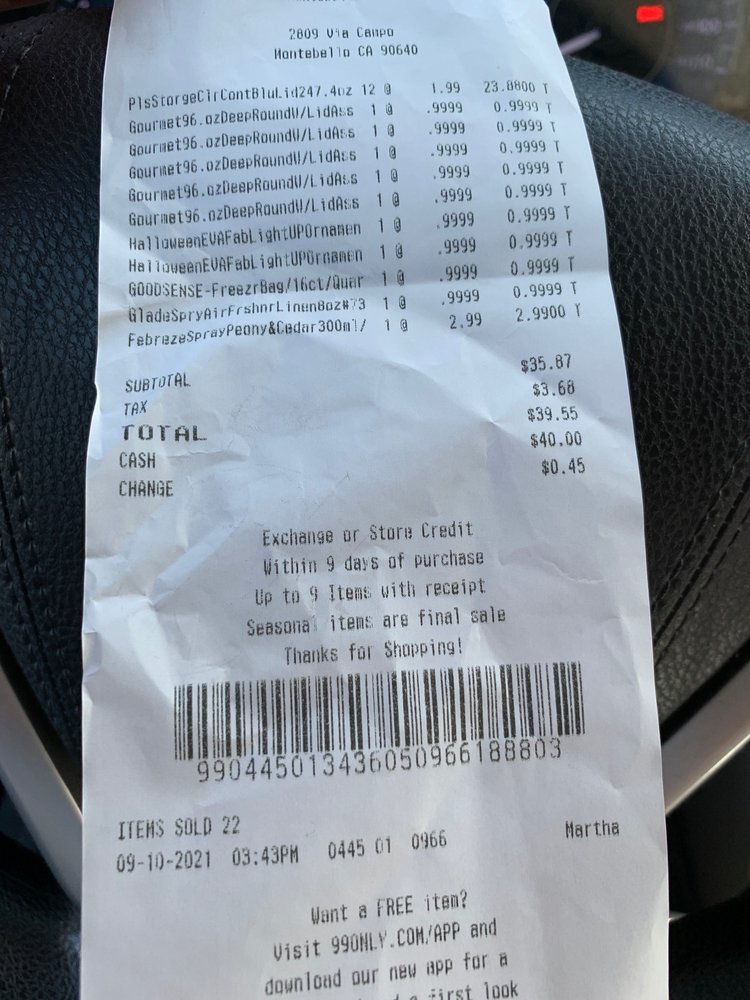 2809 Via Campo
Montebello CA 90640
PlsStorgeCirContBluLid247.4oz 12 @ 1.99 23.8800 T
Gourmet96.ozDeepRoundW/LidAss 1 @ .9999 0.9999 T
Gourmet96.ozDeepRoundW/LidAss 1 @ .9999 0.9999 T
Gourmet96.ozDeepRoundW/LidAss 1 @ .9999 0.9999 T
Gourmet96.ozDeepRoundW/LidAss 1 @ .9999 0.9999 T
Gourmet96.ozDeepRoundW/LidAss 1 @ .9999 0.9999 T
HalloweenEVAFabLightUPOrnamen 1 @ .9999 0.9999 T
HalloweenEVAFabLightUPOrnamen 1 @ .9999 0.9999 T
GOODSENSE-FreezrBag/16ct/Quar 1 @ .9999 0.9999 T
GladeSpryAirFrshnrLinen8oz#73 1 @ .9999 0.9999 T
FebrezeSprayPeony&Cedar300ml/ 1 @ 2.99 2.9900 T
SUBTOTAL $35.87
TAX $3.68
TOTAL $39.55
CASH $40.00
CHANGE $0.45
Exchange or Store Credit
Within 9 days of purchase
Up to 9 Items with receipt
Seasonal items are final sale
Thanks for Shopping!
99044501343605096618 8803
ITEMS SOLD 22
Martha
09-10-2021 03:43PM 0445 01 0966
Want a FREE item?
Visit 99ONLY.COM/APP and
download our new app for a
a first look